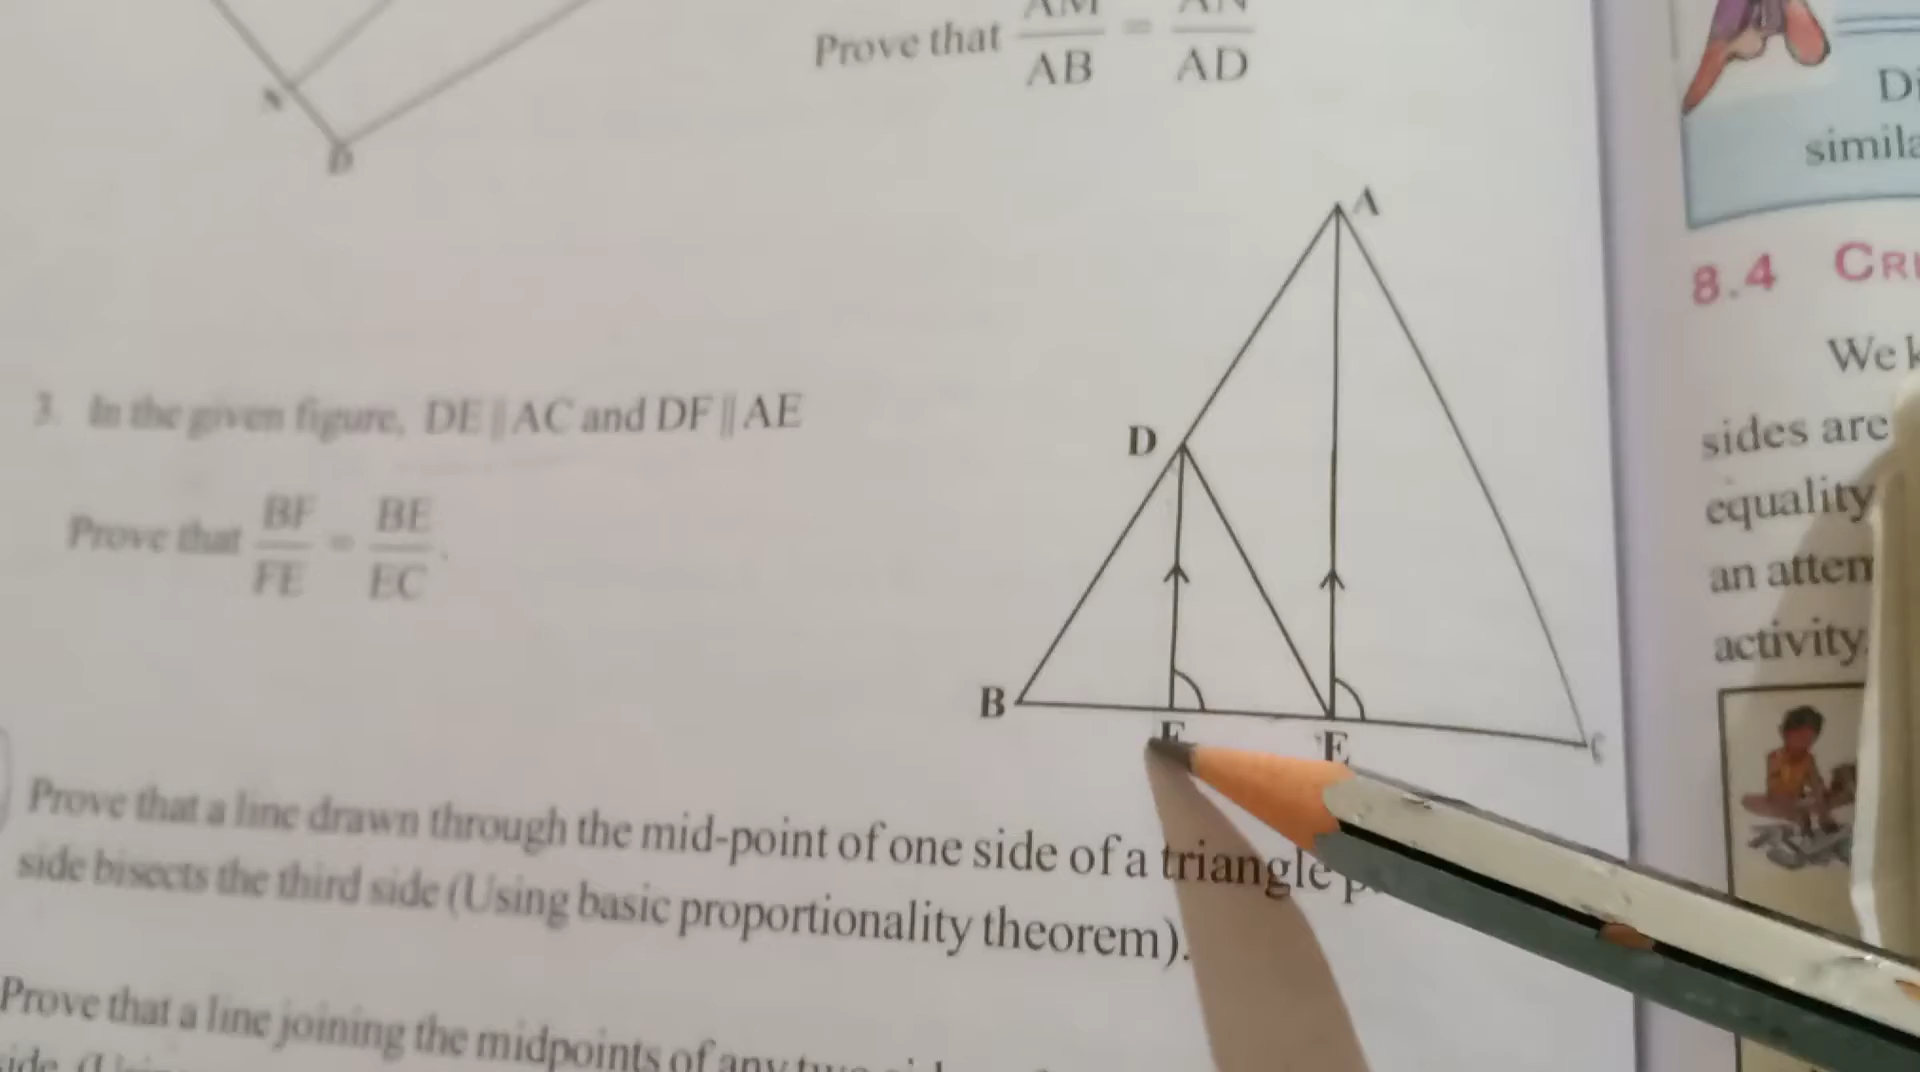 Prove that AM/AB = AN/AD
N
D
A
3. In the given figure, DE || AC and DF || AE
D
Prove that BF/FE = BE/EC.
B
F
E
C
Prove that a line drawn through the mid-point of one side of a triangle
side bisects the third side (Using basic proportionality theorem).
Prove that a line joining the midpoints of any two
8.4
We
sides are
equality
activity.